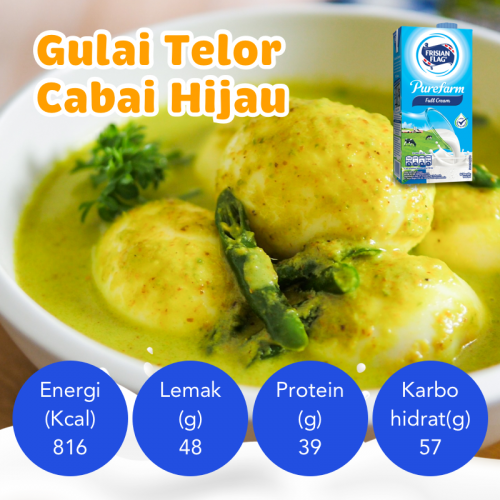 Gulai Telor
Cabai Hijau
FRISIAN
FLAG
Purefarm
Full Cream
Energi
(Kcal)
816
Lemak
(g)
48
Protein
(g)
39
Karbo
hidrat(g)
57